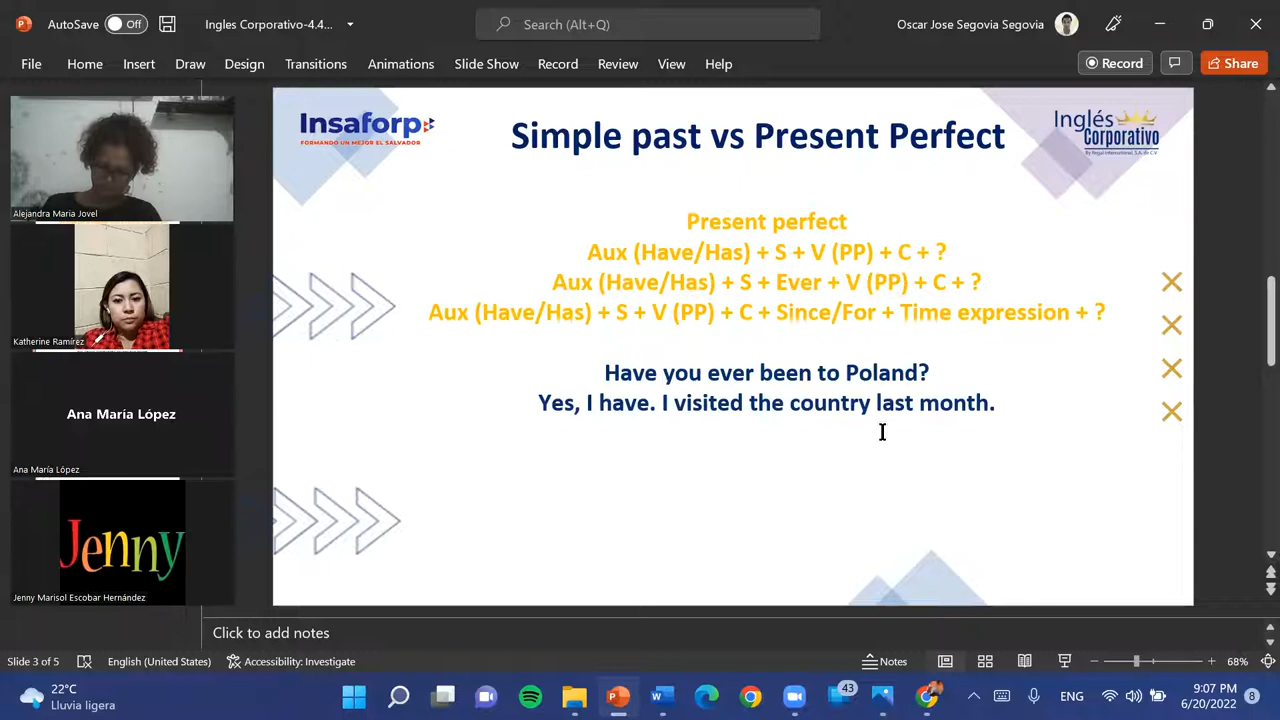 AutoSave Off Ingles Corporativo-4.4... Search (Alt+Q) Oscar Jose Segovia Segovia
File Home Insert Draw Design Transitions Animations Slide Show Record Review View Help Record Share
Alejandra Maria Jovel
Katherine Ramírez
Ana María López
Ana María López
Jenny
Jenny Marisol Escobar Hernández
Insaforp
FORMANDO UN MEJOR EL SALVADOR
Simple past vs Present Perfect
Inglés
Corporativo
By Regal International, S.A. de C.V.
Present perfect
Aux (Have/Has) + S + V (PP) + C + ?
Aux (Have/Has) + S + Ever + V (PP) + C + ?
Aux (Have/Has) + S + V (PP) + C + Since/For + Time expression + ?
Have you ever been to Poland?
Yes, I have. I visited the country last month.
Click to add notes
Slide 3 of 5 English (United States) Accessibility: Investigate Notes 68%
22°C
Lluvia ligera
43
ENG
9:07 PM
6/20/2022
8